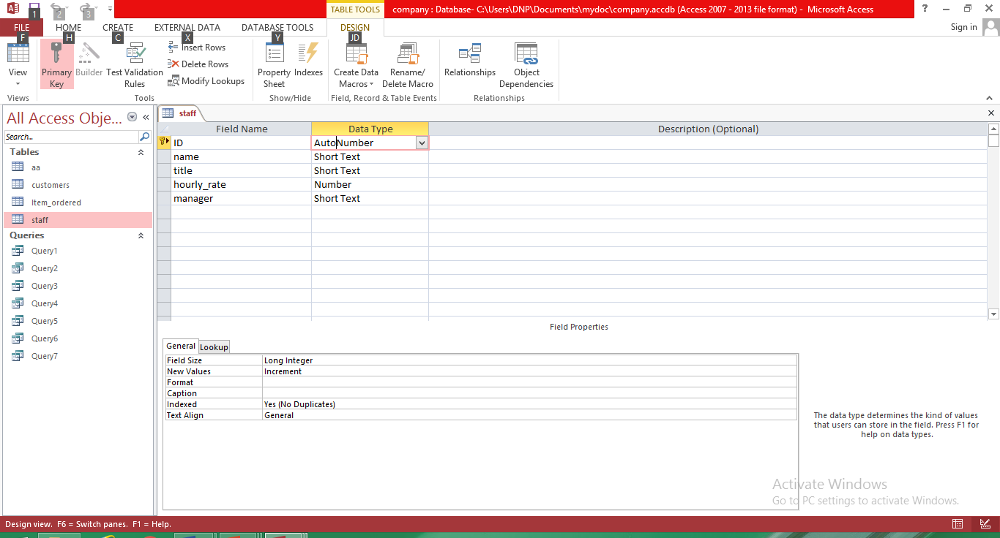 TABLE TOOLS
company : Database- C:\Users\DNP\Documents\mydoc\company.accdb (Access 2007 - 2013 file format) - Microsoft Access
?
1 2 3
FILE HOME CREATE EXTERNAL DATA DATABASE TOOLS DESIGN
Sign in
F H C X Y JD
View
Primary Key
Builder
Test Validation Rules
Insert Rows
Delete Rows
Modify Lookups
Property Sheet
Indexes
Create Data Macros
Rename/ Delete Macro
Relationships
Object Dependencies
Views
Tools
Show/Hide
Field, Record & Table Events
Relationships
All Access Obje...
Search...
Tables
aa
customers
Item_ordered
staff
Queries
Query1
Query2
Query3
Query4
Query5
Query6
Query7
staff
Field Name Data Type Description (Optional)
ID AutoNumber
name Short Text
title Short Text
hourly_rate Number
manager Short Text
Field Properties
General Lookup
Field Size Long Integer
New Values Increment
Format
Caption
Indexed Yes (No Duplicates)
Text Align General
The data type determines the kind of values
that users can store in the field. Press F1 for
help on data types.
Activate Windows
Go to PC settings to activate Windows.
Design view. F6 = Switch panes. F1 = Help.